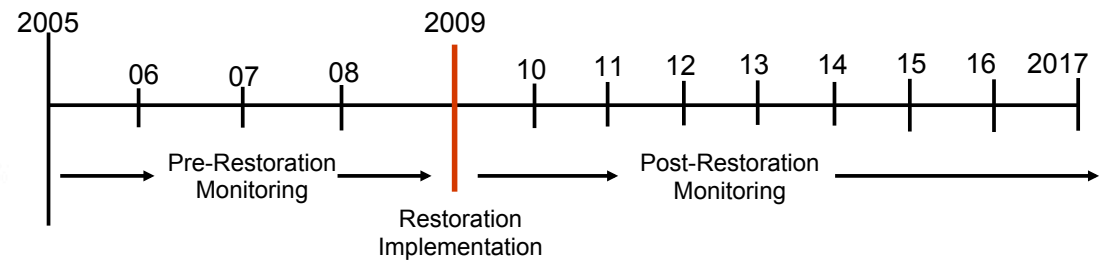 2005
2009
06
07
08
10
11
12
13
14
15
16
2017
Pre-Restoration
Monitoring
Post-Restoration
Monitoring
Restoration
Implementation